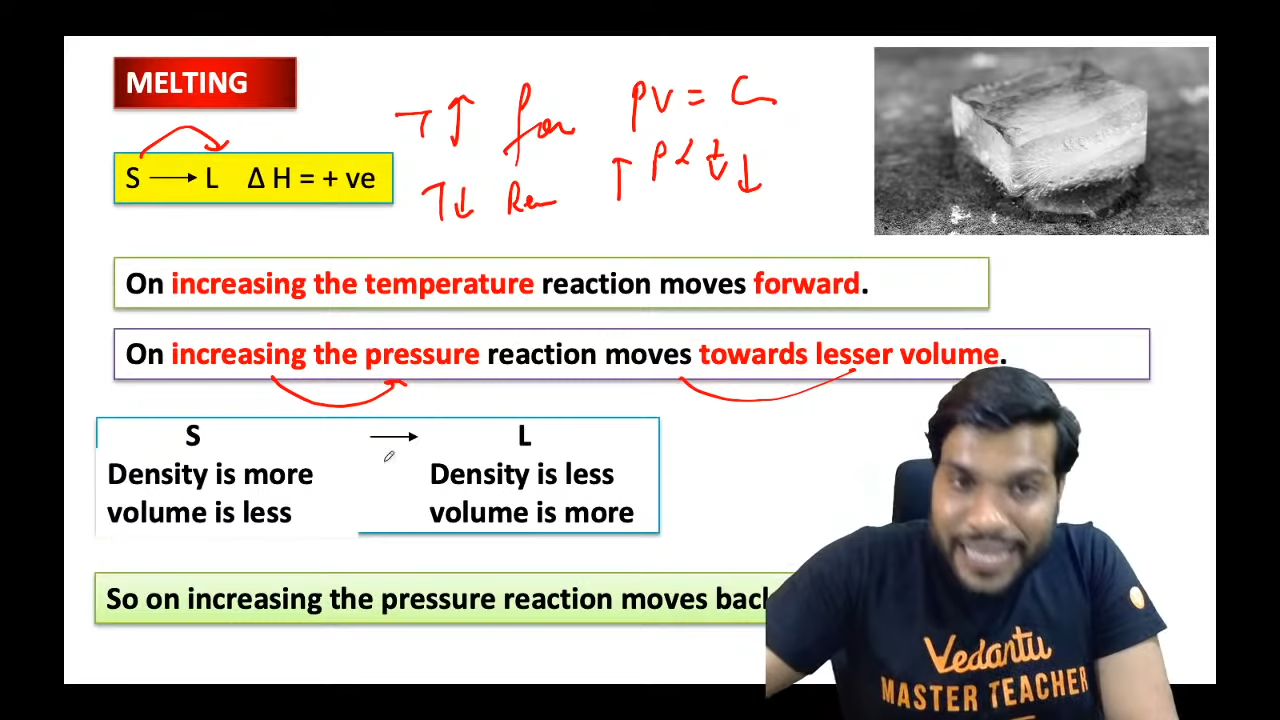 MELTING
T↑ for
PV = C
S → L Δ H = + ve
T↓ Rev
↑ P α 1/V ↓
On increasing the temperature reaction moves forward.
On increasing the pressure reaction moves towards lesser volume.
S → L
Density is more Density is less
volume is less volume is more
So on increasing the pressure reaction moves back
Vedantu
MASTER TEACHER